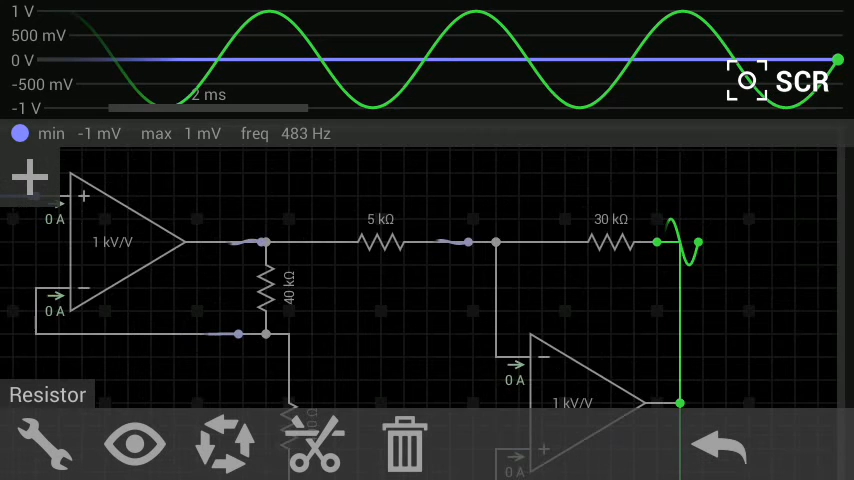 1 V
500 mV
0 V
-500 mV
-1 V
2 ms
SCR
min -1 mV max 1 mV freq 483 Hz
0 A
1 kV/V
0 A
40 kΩ
5 kΩ
30 kΩ
0 A
1 kV/V
0 A
Resistor